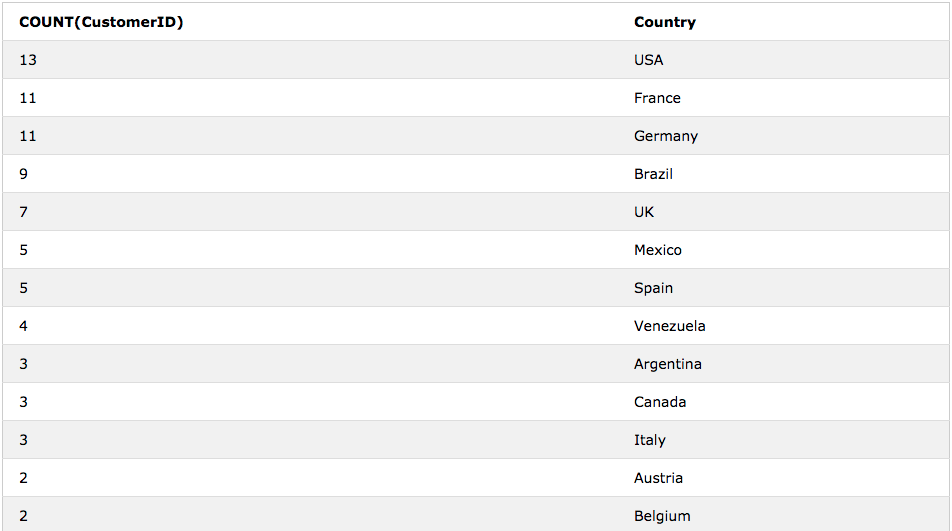 COUNT(CustomerID) Country
13 USA
11 France
11 Germany
9 Brazil
7 UK
5 Mexico
5 Spain
4 Venezuela
3 Argentina
3 Canada
3 Italy
2 Austria
2 Belgium